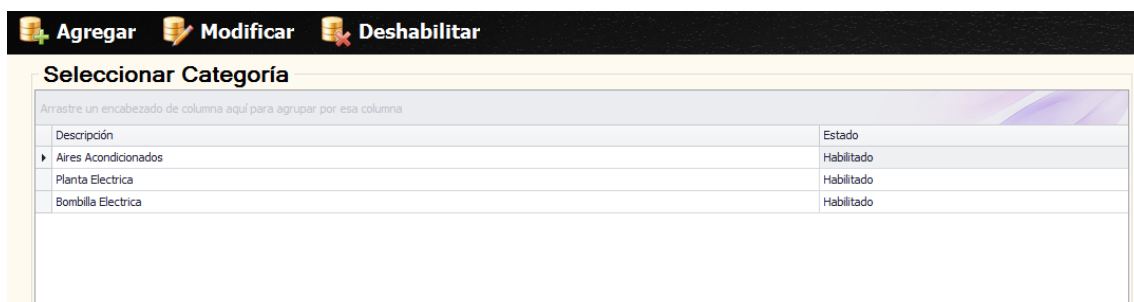 Agregar Modificar Deshabilitar
Seleccionar Categoría
Arrastre un encabezado de columna aquí para agrupar por esa columna
Descripción Estado
Aires Acondicionados Habilitado
Planta Electrica Habilitado
Bombilla Electrica Habilitado